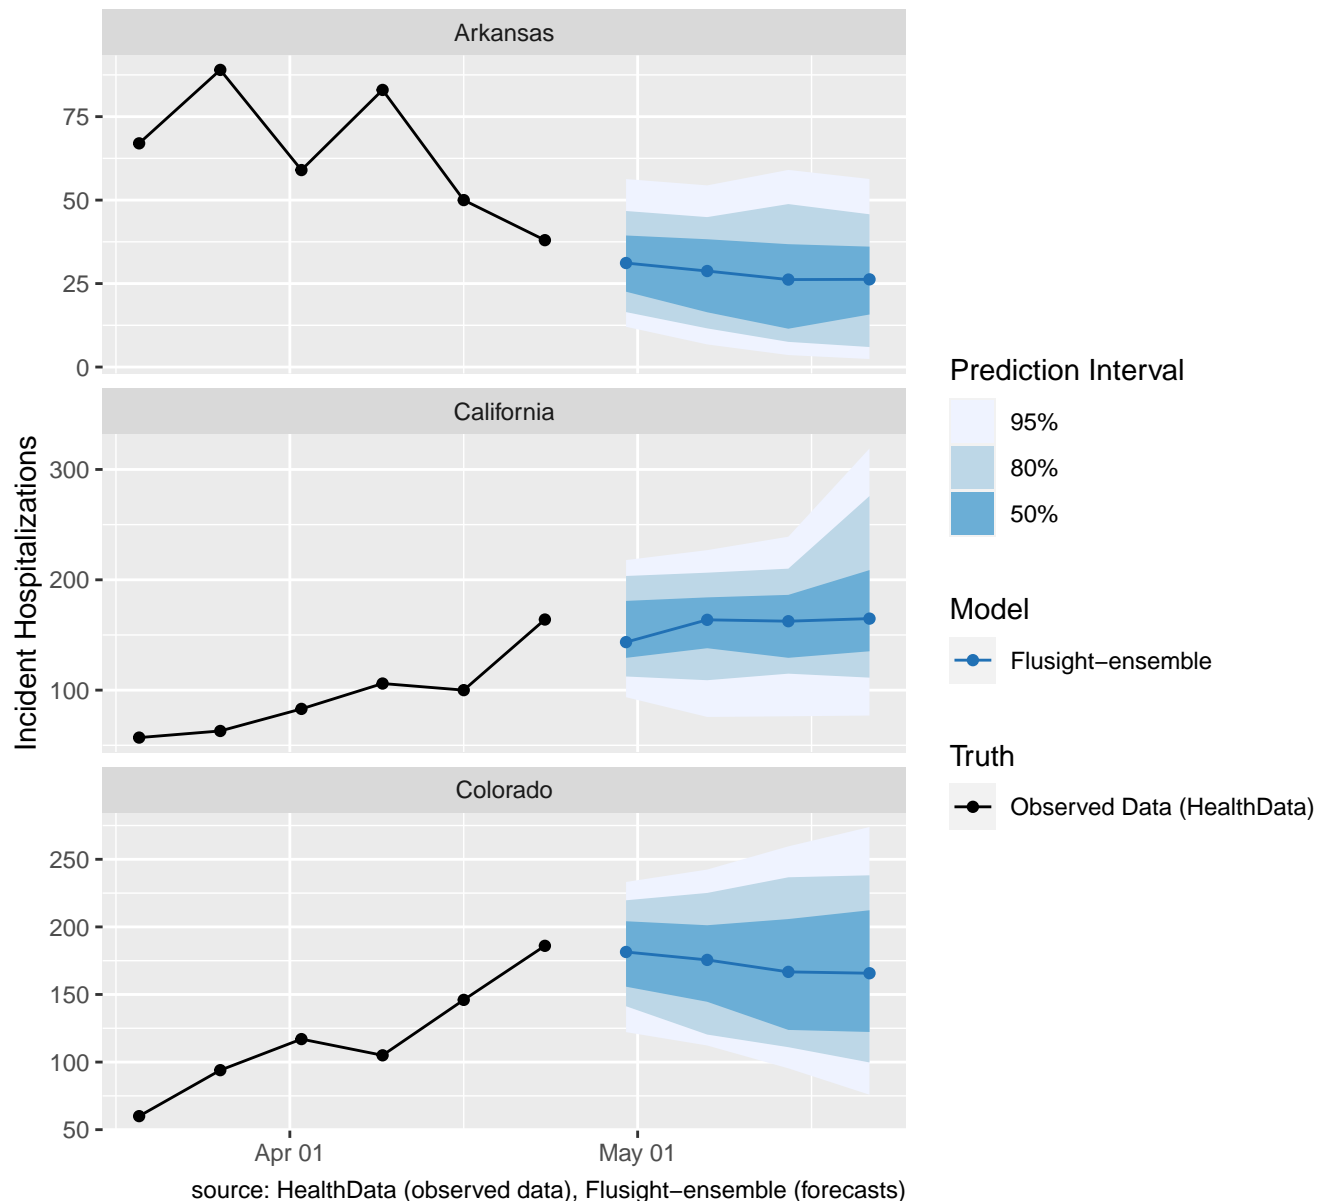 Arkansas
75
50
25
0
California
300
200
100
Colorado
250
200
150
100
50
Incident Hospitalizations
Apr 01
May 01
source: HealthData (observed data), Flusight−ensemble (forecasts)
Prediction Interval
95%
80%
50%
Model
Flusight−ensemble
Truth
Observed Data (HealthData)